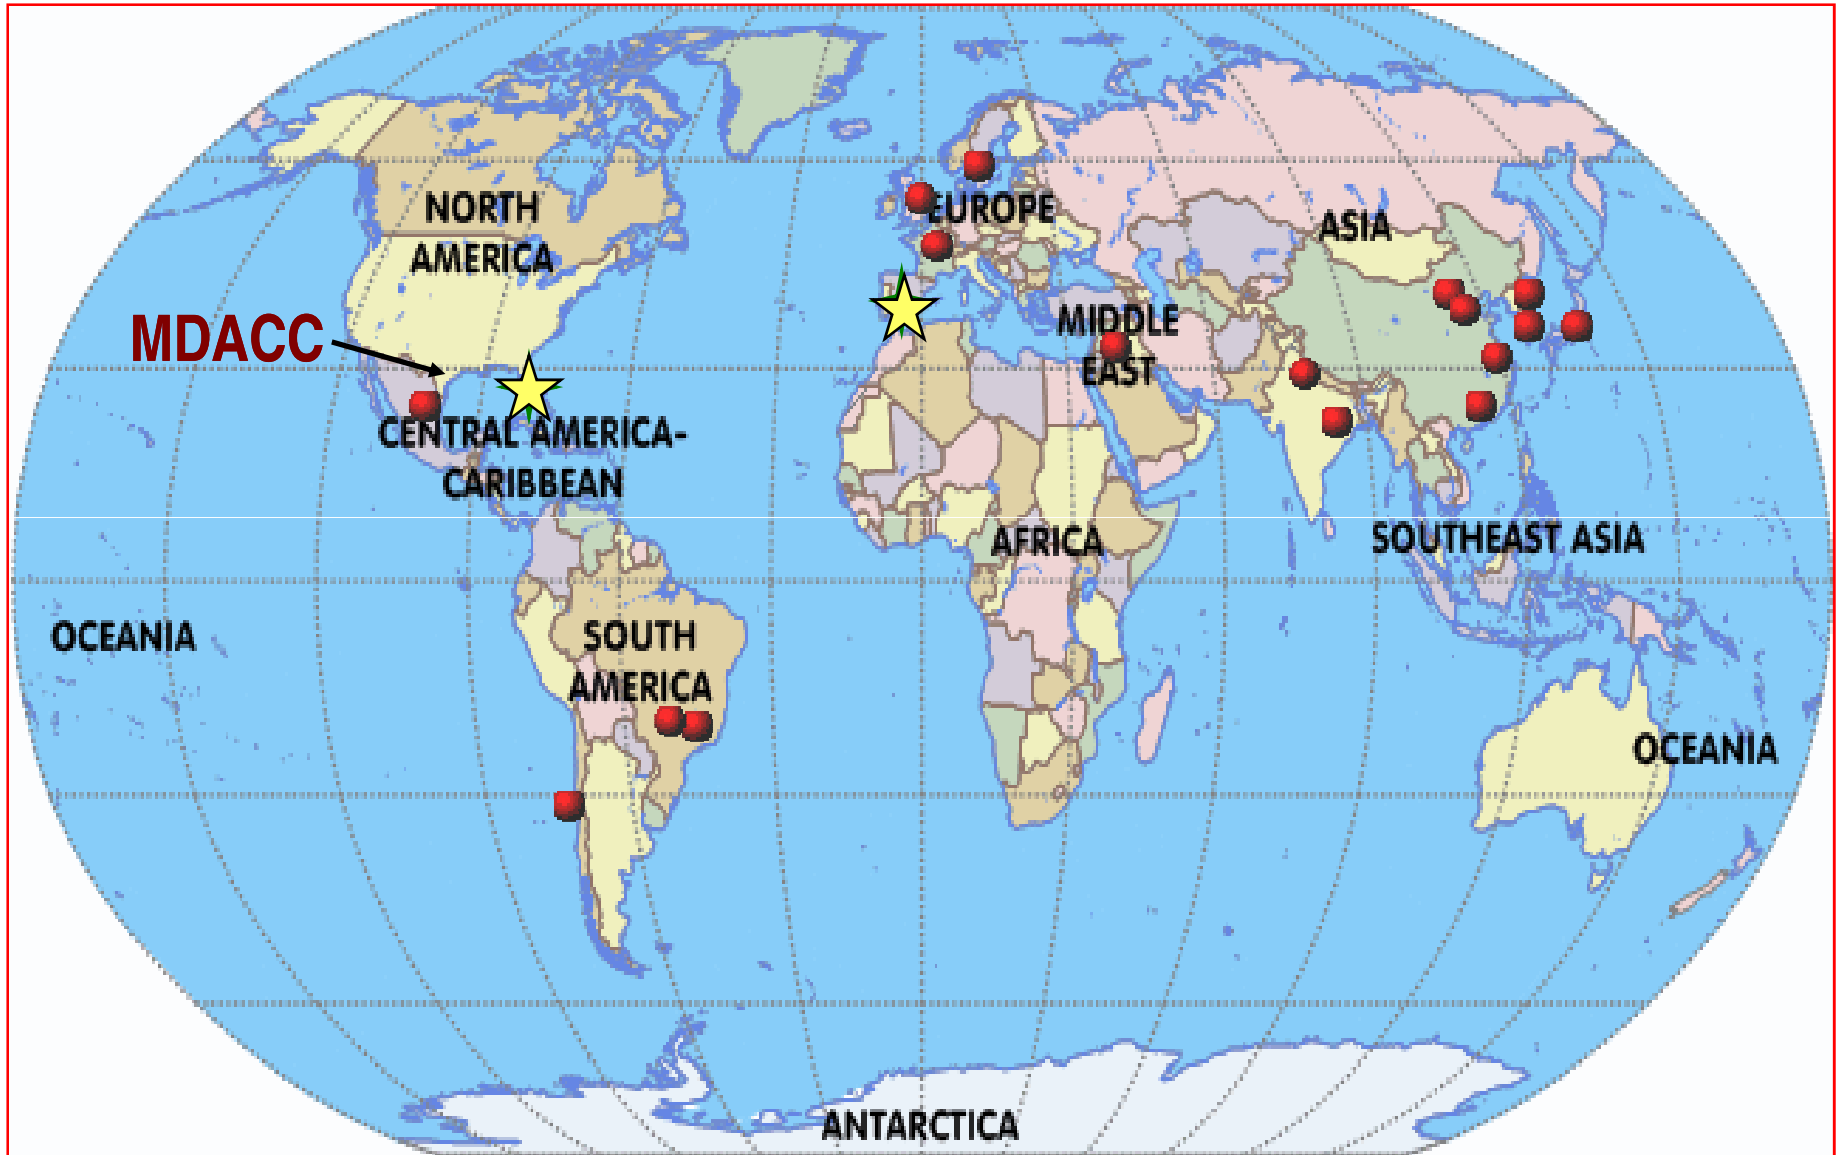 NORTH
AMERICA
EUROPE
ASIA
MDACC
MIDDLE
EAST
CENTRAL AMERICA-
CARIBBEAN
AFRICA
SOUTHEAST ASIA
OCEANIA
SOUTH
AMERICA
OCEANIA
ANTARCTICA